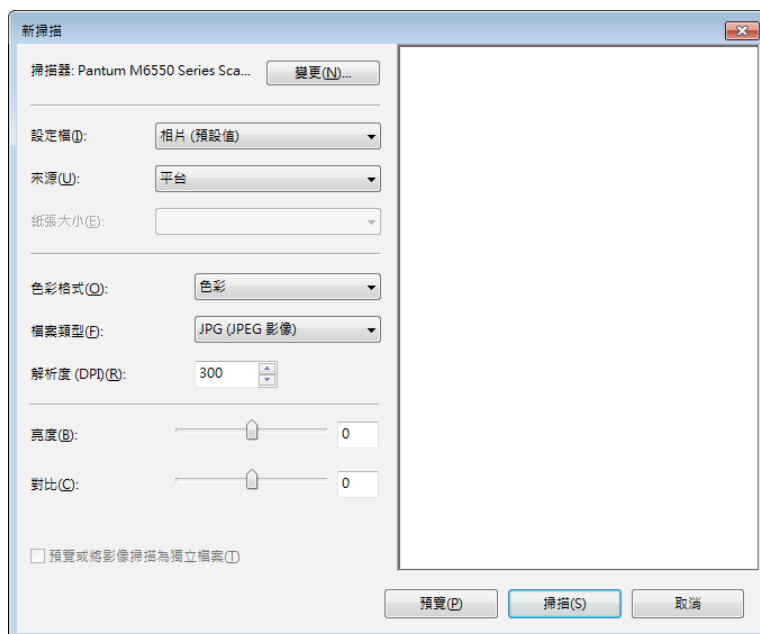 新掃描
掃描器: Pantum M6550 Series Sca...
變更(N)...
設定檔(I):
相片 (預設值)
來源(U):
平台
紙張大小(E):
色彩格式(O):
色彩
檔案類型(F):
JPG (JPEG 影像)
解析度 (DPI)(R):
300
亮度(B):
0
對比(C):
0
預覽或將影像掃描為獨立檔案(T)
預覽(P)
掃描(S)
取消